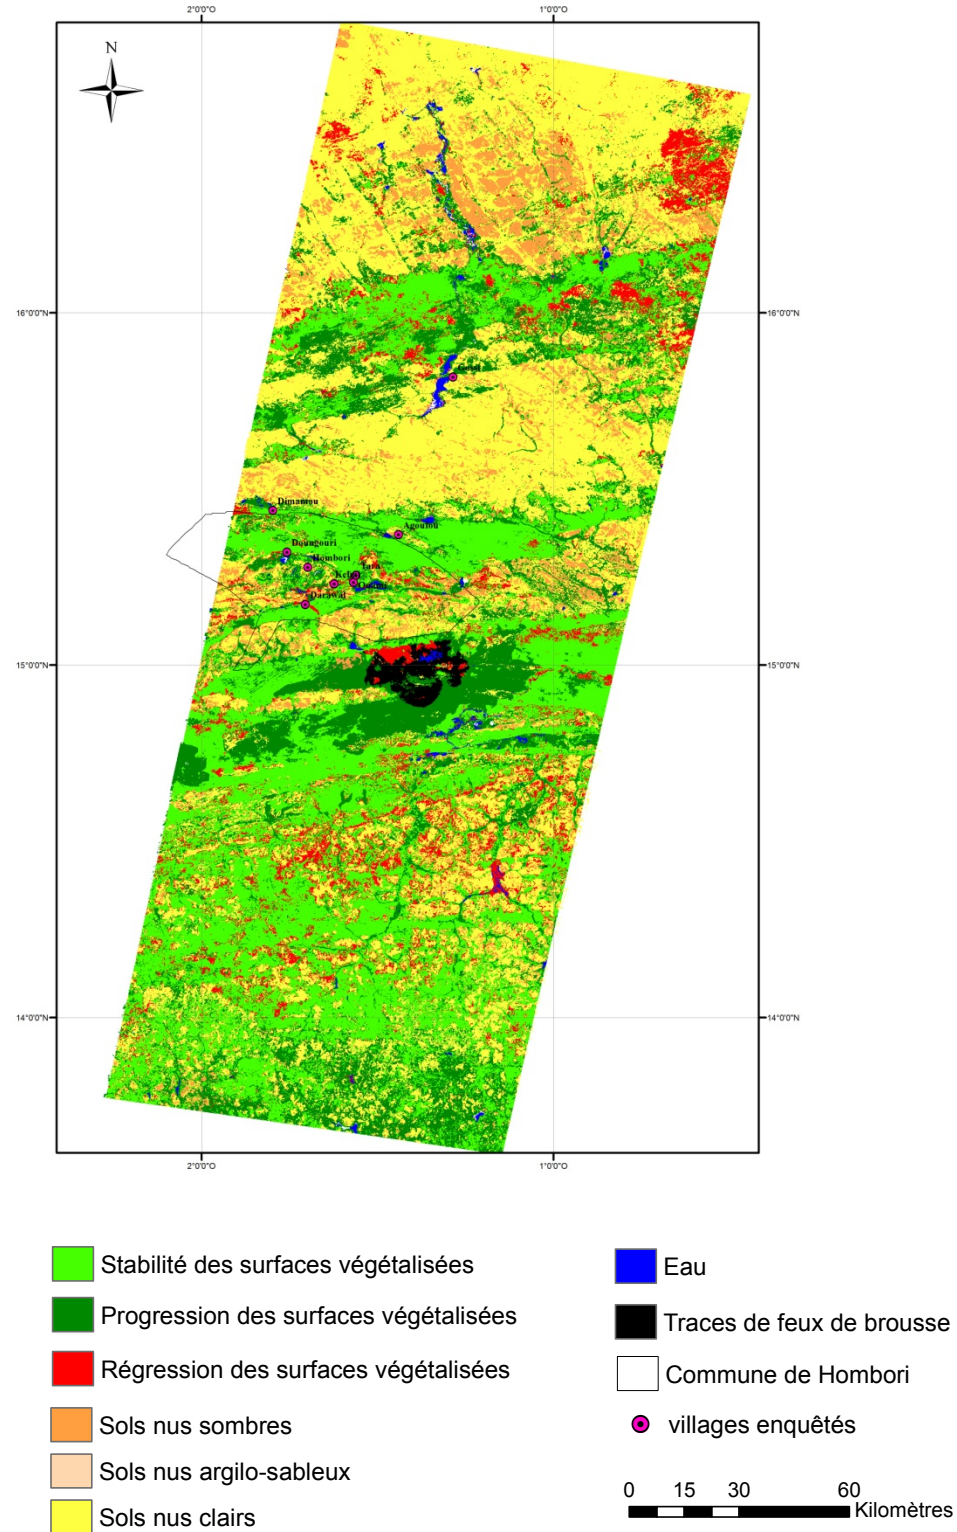 2°0'0"O
1°0'0"O
N
16°0'0"N
16°0'0"N
Dimamou
Agoufou
Doungouri
Hombori
Kelmi
Darawal
15°0'0"N
15°0'0"N
14°0'0"N
14°0'0"N
2°0'0"O
1°0'0"O
Stabilité des surfaces végétalisées
Progression des surfaces végétalisées
Régression des surfaces végétalisées
Sols nus sombres
Sols nus argilo-sableux
Sols nus clairs
Eau
Traces de feux de brousse
Commune de Hombori
villages enquêtés
0 15 30 60
Kilomètres